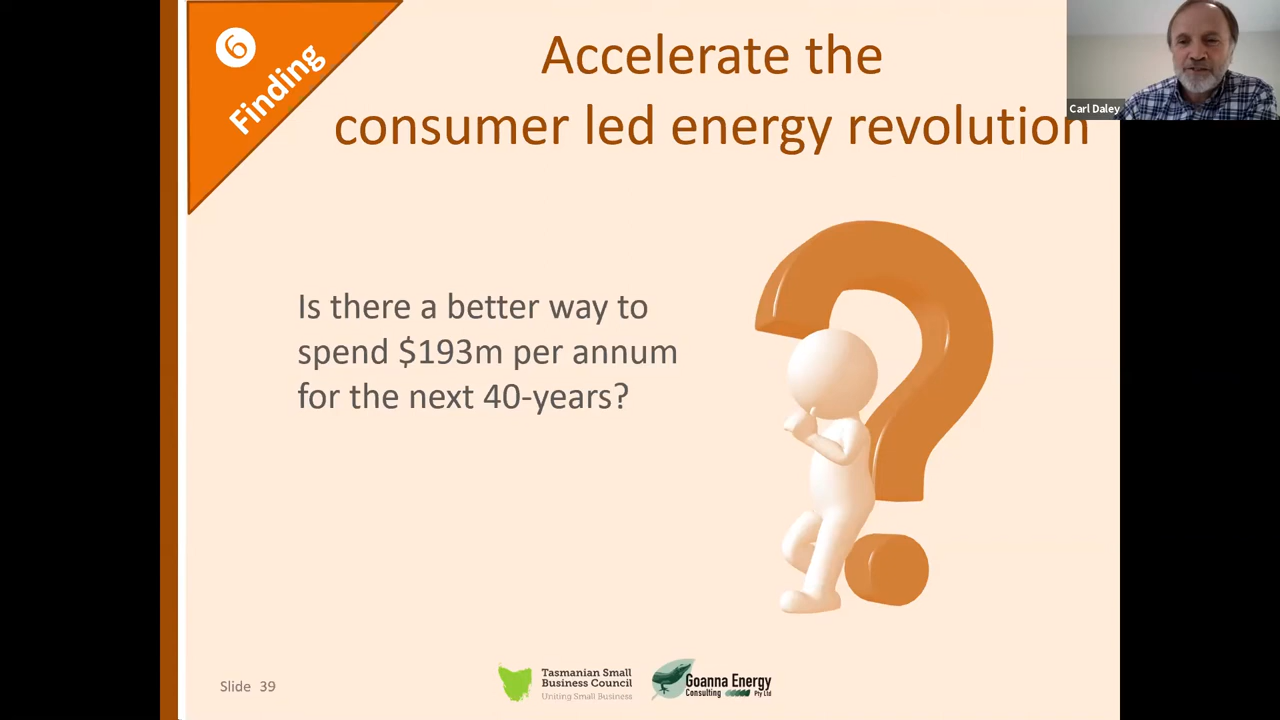 6
Finding
Accelerate the
consumer led energy revolution
Carl Daley
Is there a better way to
spend $193m per annum
for the next 40-years?
Slide 39
Tasmanian Small
Business Council
Uniting Small Business
Goanna Energy
Consulting Pty Ltd